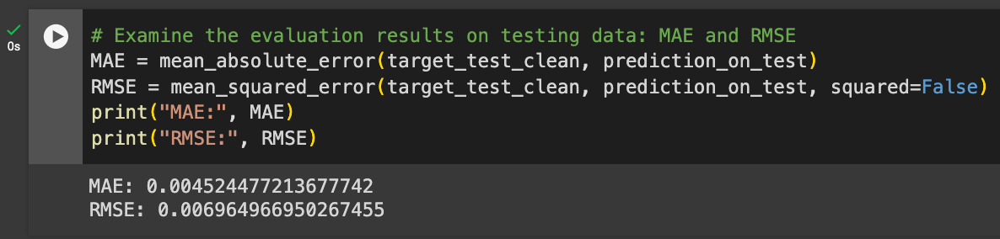 # Examine the evaluation results on testing data: MAE and RMSE
MAE = mean_absolute_error(target_test_clean, prediction_on_test)
RMSE = mean_squared_error(target_test_clean, prediction_on_test, squared=False)
print("MAE:", MAE)
0s
print("RMSE:", RMSE)
MAE: 0.004524477213677742
RMSE: 0.006964966950267455